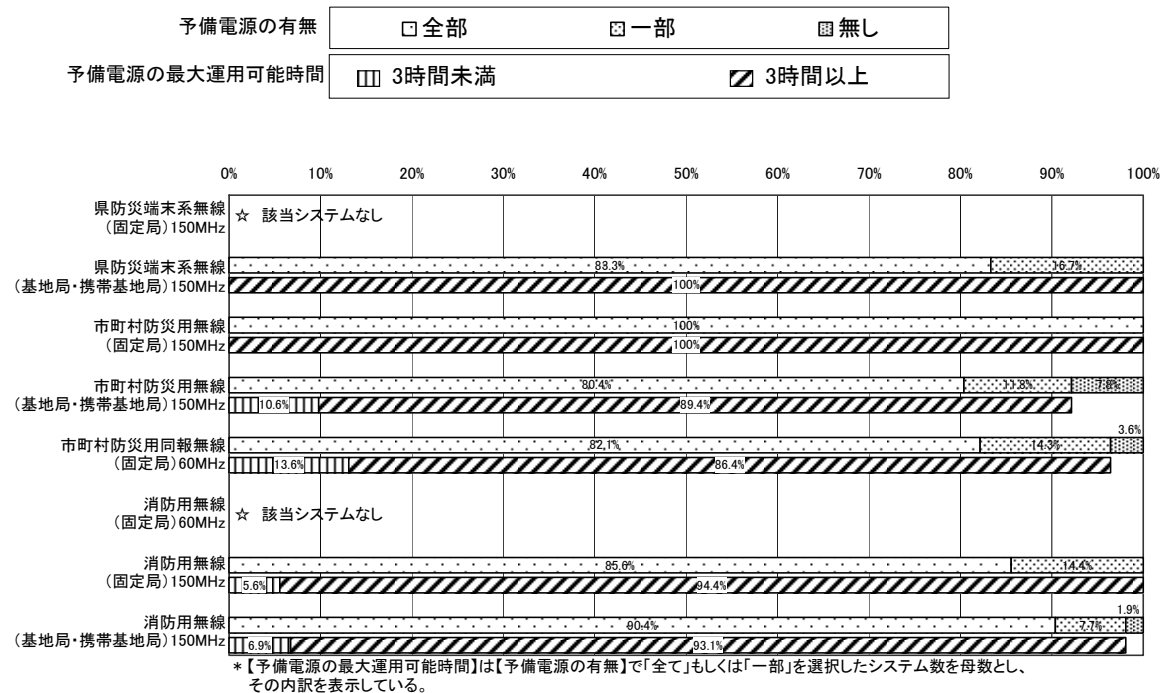 予備電源の有無 全部 一部 無し
予備電源の最大運用可能時間 3時間未満 3時間以上
0% 10% 20% 30% 40% 50% 60% 70% 80% 90% 100%
県防災端末系無線
(固定局)150MHz
☆ 該当システムなし
県防災端末系無線
(基地局・携帯基地局)150MHz
83.3% 16.7%
100%
市町村防災用無線
(固定局)150MHz
100%
100%
市町村防災用無線
(基地局・携帯基地局)150MHz
80.4% 11.8% 7.8%
10.6% 89.4%
市町村防災用同報無線
(固定局)60MHz
82.1% 14.3% 3.6%
13.6% 86.4%
消防用無線
(固定局)60MHz
☆ 該当システムなし
消防用無線
(固定局)150MHz
85.6% 14.4%
5.6% 94.4%
消防用無線
(基地局・携帯基地局)150MHz
90.4% 7.7% 1.9%
6.9% 93.1%
*【予備電源の最大運用可能時間】は【予備電源の有無】で「全て」もしくは「一部」を選択したシステム数を母数とし、
その内訳を表示している。